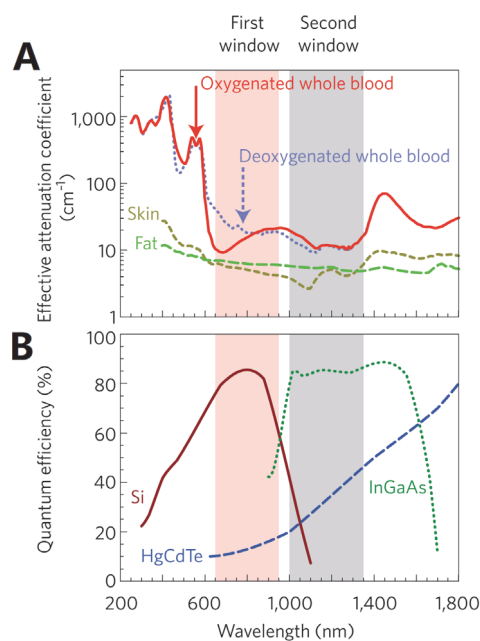 First
window
Second
window
A
Effective attenuation coefficient
(cm⁻¹)
1,000
100
10
1
Oxygenated whole blood
Deoxygenated whole blood
Skin
Fat
B
Quantum efficiency (%)
100
80
60
40
20
0
Si
InGaAs
HgCdTe
200
600
1,000
1,400
1,800
Wavelength (nm)